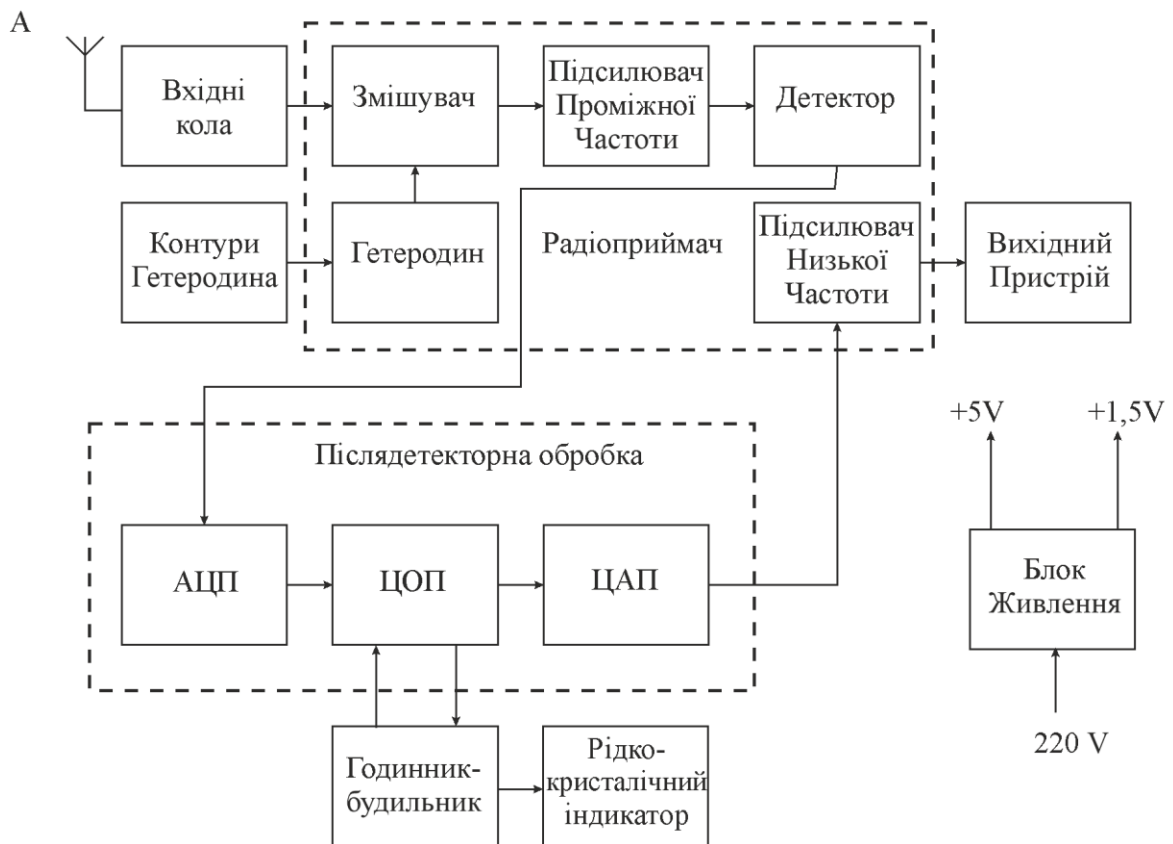 А
Вхідні
кола
Змішувач
Підсилювач
Проміжної
Частоти
Детектор
Контури
Гетеродина
Гетеродин
Радіоприймач
Підсилювач
Низької
Частоти
Вихідний
Пристрій
Післядетекторна обробка
АЦП
ЦОП
ЦАП
+5V
+1,5V
Блок
Живлення
220 V
Годинник-
будильник
Рідко-
кристалічний
індикатор